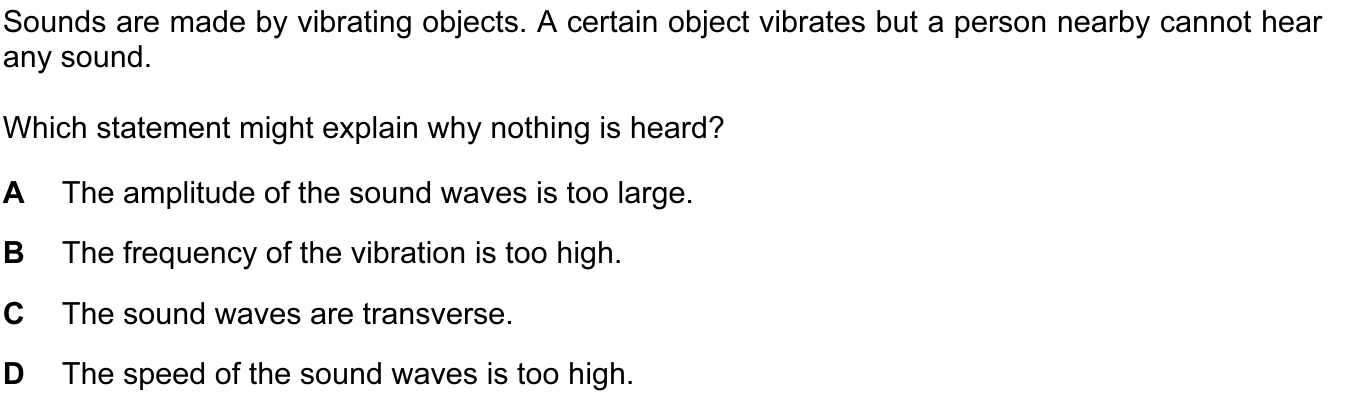 Sounds are made by vibrating objects. A certain object vibrates but a person nearby cannot hear
any sound.
Which statement might explain why nothing is heard?
A The amplitude of the sound waves is too large.
B The frequency of the vibration is too high.
C The sound waves are transverse.
D The speed of the sound waves is too high.